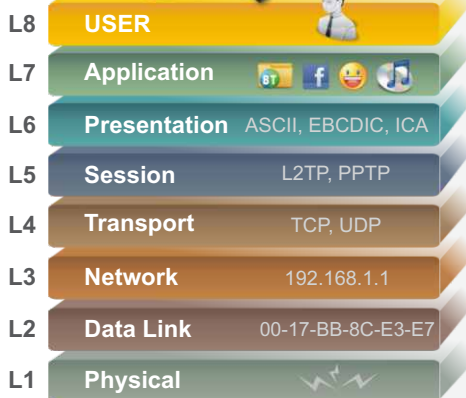 L8 USER
L7 Application BT f
L6 Presentation ASCII, EBCDIC, ICA
L5 Session L2TP, PPTP
L4 Transport TCP, UDP
L3 Network 192.168.1.1
L2 Data Link 00-17-BB-8C-E3-E7
L1 Physical